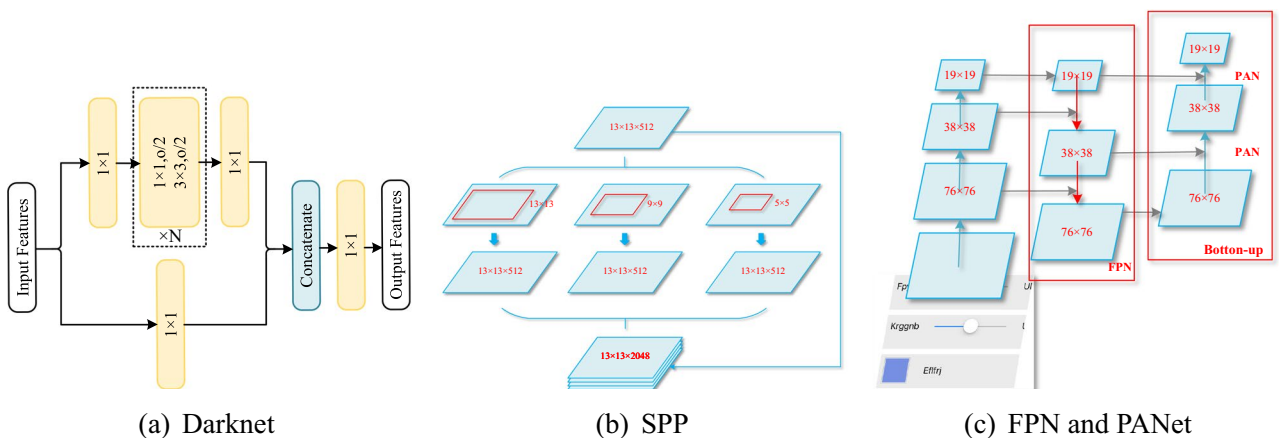 Input Features
1×1
1×1,o/2
3×3,o/2
×N
1×1
1×1
Concatenate
1×1
Output Features
(a) Darknet
13×13×512
13×13
9×9
5×5
13×13×512
13×13×512
13×13×512
13×13×2048
(b) SPP
19×19
19×19
19×19
PAN
38×38
38×38
38×38
PAN
76×76
76×76
76×76
FPN
Botton-up
UI
Krggnb
Eflfrj
(c) FPN and PANet